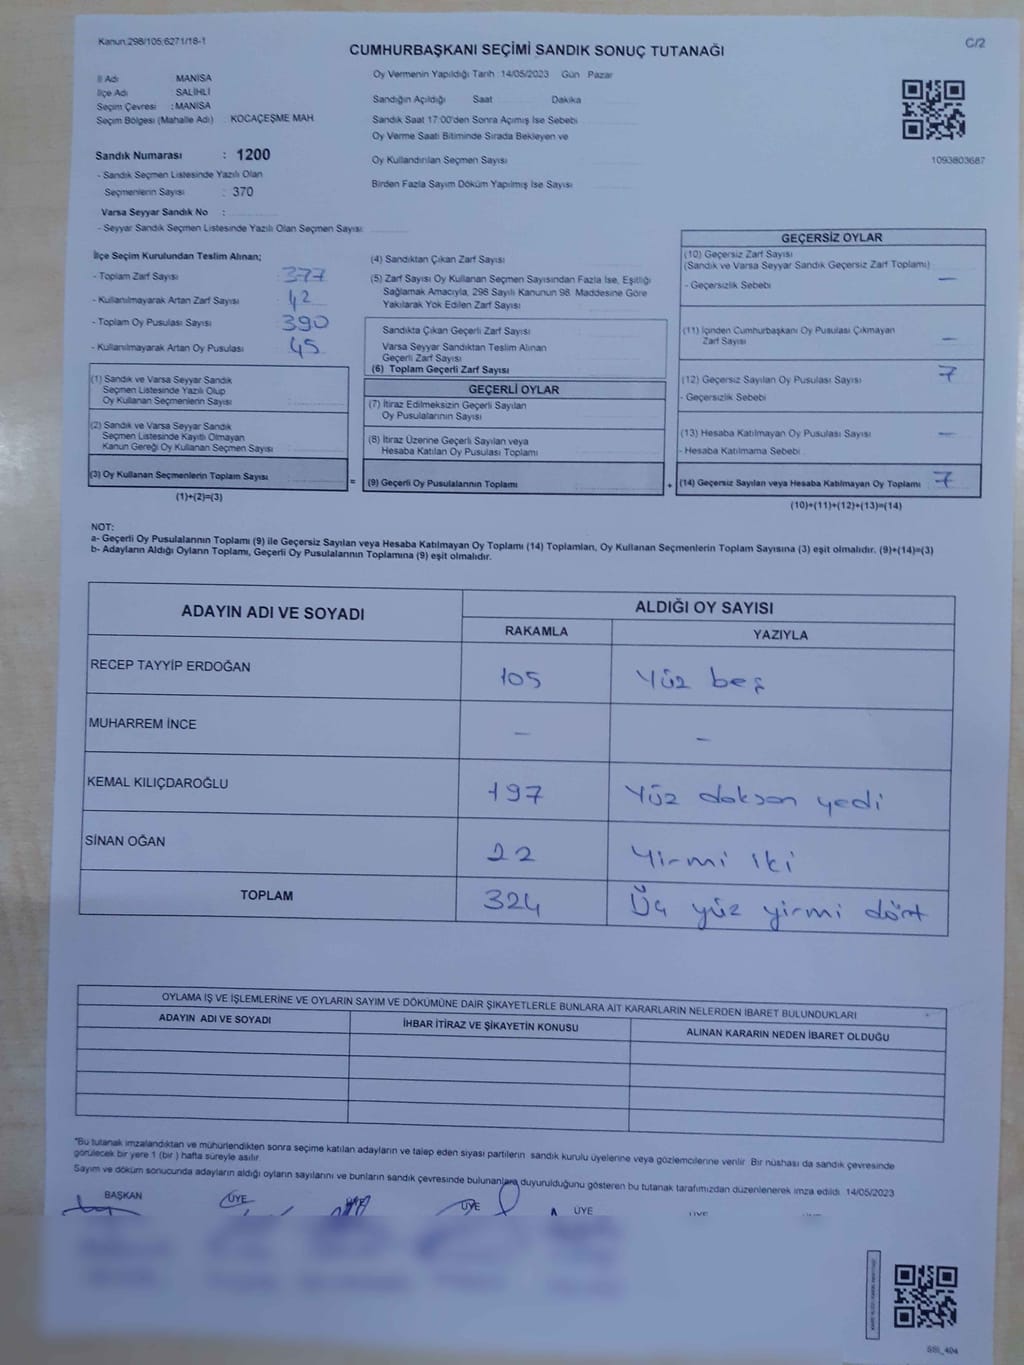 Kanun:298/105;6271/18-1
C/2
CUMHURBAŞKANI SEÇİMİ SANDIK SONUÇ TUTANAĞI
İl Adı : MANİSA
İlçe Adı : SALİHLİ
Seçim Çevresi : MANİSA
Seçim Bölgesi (Mahalle Adı) : KOCAÇEŞME MAH.
Oy Vermenin Yapıldığı Tarih :14/05/2023 Gün Pazar
Sandığın Açıldığı Saat Dakika
Sandık Saat 17:00'den Sonra Açımış İse Sebebi
Oy Verme Saati Bitiminde Sırada Bekleyen ve
Oy Kullandırılan Seçmen Sayısı
Birden Fazla Sayım Döküm Yapılmış İse Sayısı
1093803687
Sandık Numarası : 1200
- Sandık Seçmen Listesinde Yazılı Olan
Seçmenlerin Sayısı : 370
Varsa Seyyar Sandık No :
- Seyyar Sandık Seçmen Listesinde Yazılı Olan Seçmen Sayısı:
İlçe Seçim Kurulundan Teslim Alınan;
- Toplam Zarf Sayısı : 377
- Kullanılmayarak Artan Zarf Sayısı : 42
- Toplam Oy Pusulası Sayısı : 390
- Kullanılmayarak Artan Oy Pusulası : 45
(1) Sandık ve Varsa Seyyar Sandık
Seçmen Listesinde Yazılı Olup
Oy Kullanan Seçmenlerin Sayısı
(2) Sandık ve Varsa Seyyar Sandık
Seçmen Listesinde Kayıtlı Olmayan
Kanun Gereği Oy Kullanan Seçmen Sayısı
(3) Oy Kullanan Seçmenlerin Toplam Sayısı
(1)+(2)=(3)
=
(4) Sandıktan Çıkan Zarf Sayısı
(5) Zarf Sayısı Oy Kullanan Seçmen Sayısından Fazla İse, Eşitliği
Sağlamak Amacıyla, 298 Sayılı Kanunun 98. Maddesine Göre
Yakılarak Yok Edilen Zarf Sayısı
Sandıkta Çıkan Geçerli Zarf Sayısı
Varsa Seyyar Sandıktan Teslim Alınan
Geçerli Zarf Sayısı
(6) Toplam Geçerli Zarf Sayısı
GEÇERLİ OYLAR
(7) İtiraz Edilmeksizin Geçerli Sayılan
Oy Pusulalarının Sayısı
(8) İtiraz Üzerine Geçerli Sayılan veya
Hesaba Katılan Oy Pusulası Toplamı
(9) Geçerli Oy Pusulalarının Toplamı
+
GEÇERSİZ OYLAR
(10) Geçersiz Zarf Sayısı
(Sandık ve Varsa Seyyar Sandık Geçersiz Zarf Toplamı)
- Geçersizlik Sebebi —
(11) İçinden Cumhurbaşkanı Oy Pusulası Çıkmayan
Zarf Sayısı —
(12) Geçersiz Sayılan Oy Pusulası Sayısı 7
- Geçersizlik Sebebi
(13) Hesaba Katılmayan Oy Pusulası Sayısı —
- Hesaba Katılmama Sebebi
(14) Geçersiz Sayılan veya Hesaba Katılmayan Oy Toplamı 7
(10)+(11)+(12)+(13)=(14)
NOT:
a- Geçerli Oy Pusulalarının Toplamı (9) ile Geçersiz Sayılan veya Hesaba Katılmayan Oy Toplamı (14) Toplamları, Oy Kullanan Seçmenlerin Toplam Sayısına (3) eşit olmalıdır. (9)+(14)=(3)
b- Adayların Aldığı Oyların Toplamı, Geçerli Oy Pusulalarının Toplamına (9) eşit olmalıdır.
ADAYIN ADI VE SOYADI
ALDIĞI OY SAYISI
RAKAMLA YAZIYLA
RECEP TAYYİP ERDOĞAN 105 Yüz beş
MUHARREM İNCE – –
KEMAL KILIÇDAROĞLU 197 Yüz doksan yedi
SİNAN OĞAN 22 Yirmi iki
TOPLAM 324 Üç yüz yirmi dört
OYLAMA İŞ VE İŞLEMLERİNE VE OYLARIN SAYIM VE DÖKÜMÜNE DAİR ŞİKAYETLERLE BUNLARA AİT KARARLARIN NELERDEN İBARET BULUNDUKLARI
ADAYIN ADI VE SOYADI İHBAR İTİRAZ VE ŞİKAYETİN KONUSU ALINAN KARARIN NEDEN İBARET OLDUĞU
"Bu tutanak imzalandıktan ve mühürlendikten sonra seçime katılan adayların ve talep eden siyasi partilerin sandık kurulu üyelerine veya gözlemcilerine verilir. Bir nüshası da sandık çevresinde
görülecek bir yere 1 (bir) hafta süreyle asılır.
Sayım ve döküm sonucunda adayların aldığı oyların sayılarını ve bunların sandık çevresinde bulunanlara duyurulduğunu gösteren bu tutanak tarafımızdan düzenlenerek imza edildi. 14/05/2023
BAŞKAN ÜYE ÜYE ÜYE
SSI_404